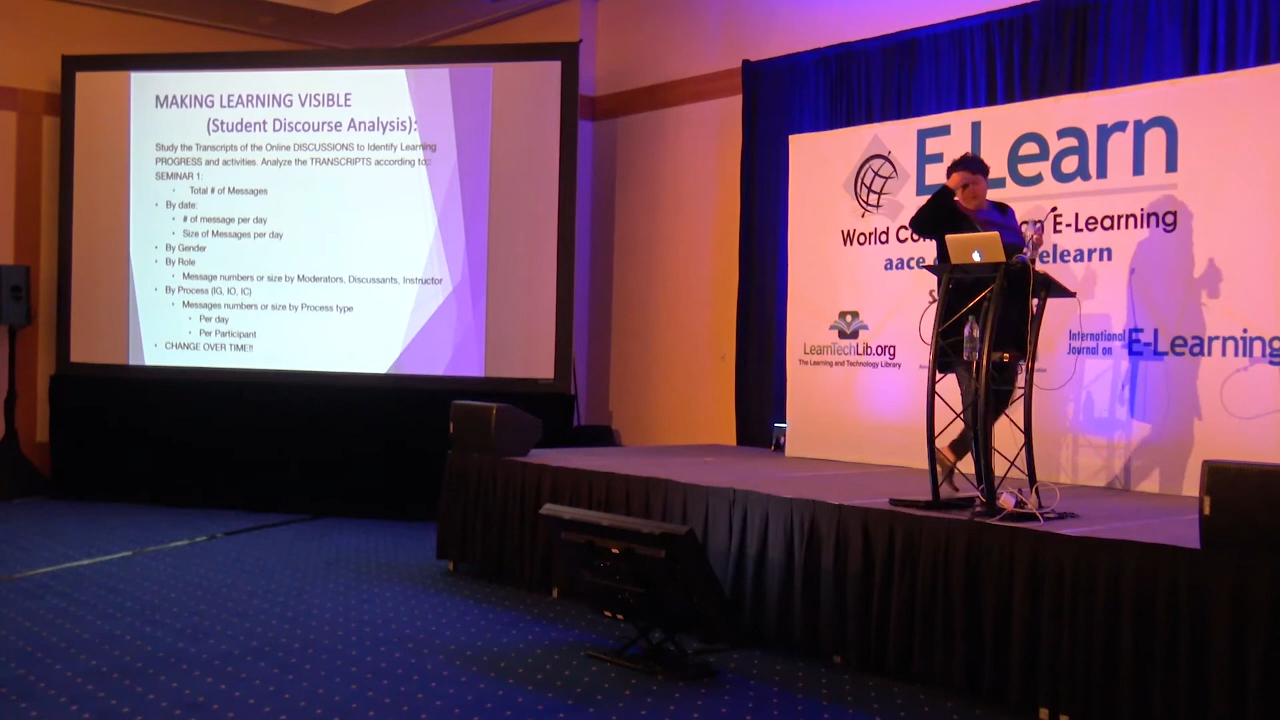 MAKING LEARNING VISIBLE
(Student Discourse Analysis):
Study the Transcripts of the Online DISCUSSIONS to Identify Learning
PROGRESS and activities. Analyze the TRANSCRIPTS according to:
SEMINAR 1:
• Total # of Messages
• By date:
• # of message per day
• Size of Messages per day
• By Gender
• By Role
• Message numbers or size by Moderators, Discussants, Instructor
• By Process (IG, IO, IC)
• Messages numbers or size by Process type
• Per day
• Per Participant
• CHANGE OVER TIME!!
E-Learn
World on E-Learning
aace elearn
LearnTechLib.org
The Learning and Technology Library
International
Journal on E-Learning